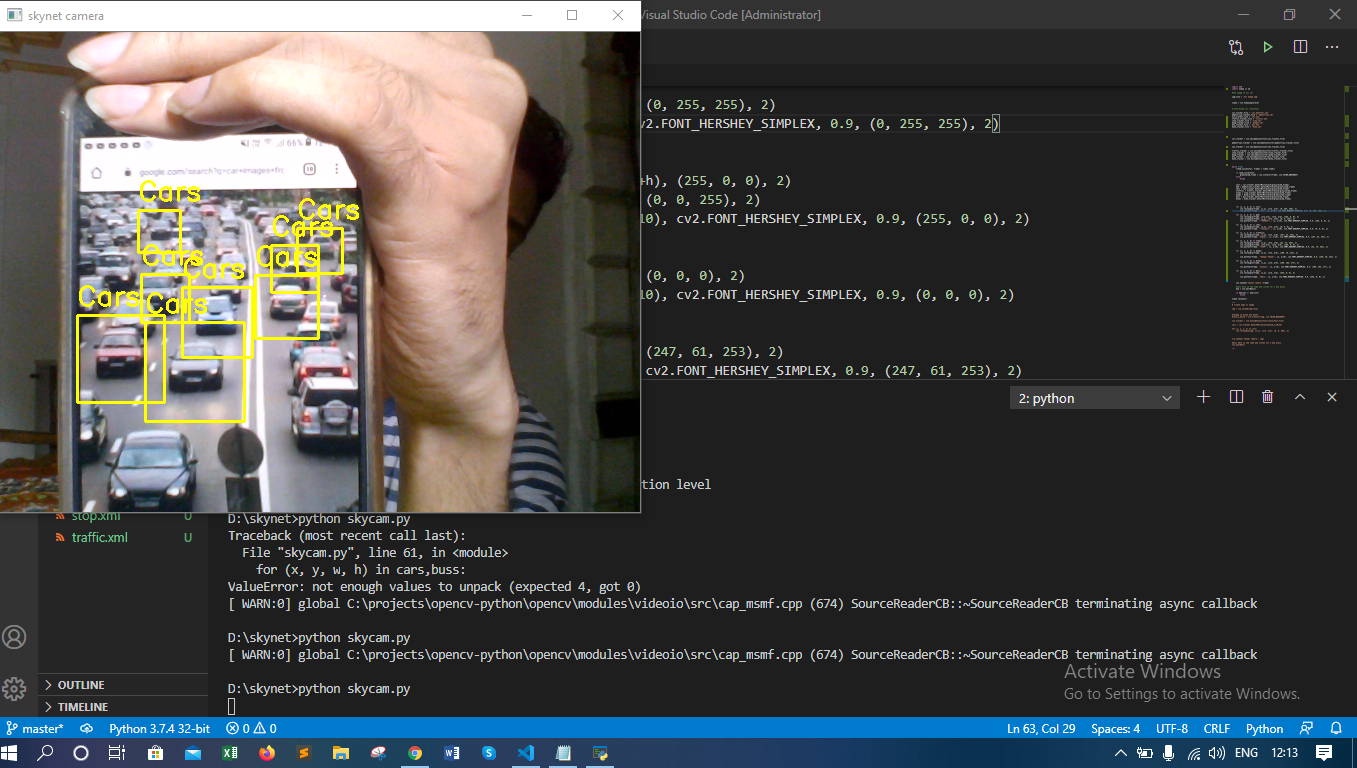 skynet camera
Visual Studio Code [Administrator]
66%
google.com/search?q=car+images+fro
Cars
Cars
Cars
Cars
Cars
Cars
Cars
Cars
(0, 255, 255), 2)
v2.FONT_HERSHEY_SIMPLEX, 0.9, (0, 255, 255), 2)
+h), (255, 0, 0), 2)
(0, 0, 255), 2)
10), cv2.FONT_HERSHEY_SIMPLEX, 0.9, (255, 0, 0), 2)
(0, 0, 0), 2)
10), cv2.FONT_HERSHEY_SIMPLEX, 0.9, (0, 0, 0), 2)
(247, 61, 253), 2)
cv2.FONT_HERSHEY_SIMPLEX, 0.9, (247, 61, 253), 2)
2: python
tion level
stop.xml U
traffic.xml U
D:\skynet>python skycam.py
Traceback (most recent call last):
File "skycam.py", line 61, in <module>
for (x, y, w, h) in cars,buss:
ValueError: not enough values to unpack (expected 4, got 0)
[ WARN:0] global C:\projects\opencv-python\opencv\modules\videoio\src\cap_msmf.cpp (674) SourceReaderCB::~SourceReaderCB terminating async callback
D:\skynet>python skycam.py
[ WARN:0] global C:\projects\opencv-python\opencv\modules\videoio\src\cap_msmf.cpp (674) SourceReaderCB::~SourceReaderCB terminating async callback
D:\skynet>python skycam.py
OUTLINE
TIMELINE
Activate Windows
Go to Settings to activate Windows.
master* Python 3.7.4 32-bit 0 0 Ln 63, Col 29 Spaces: 4 UTF-8 CRLF Python
ENG 12:13